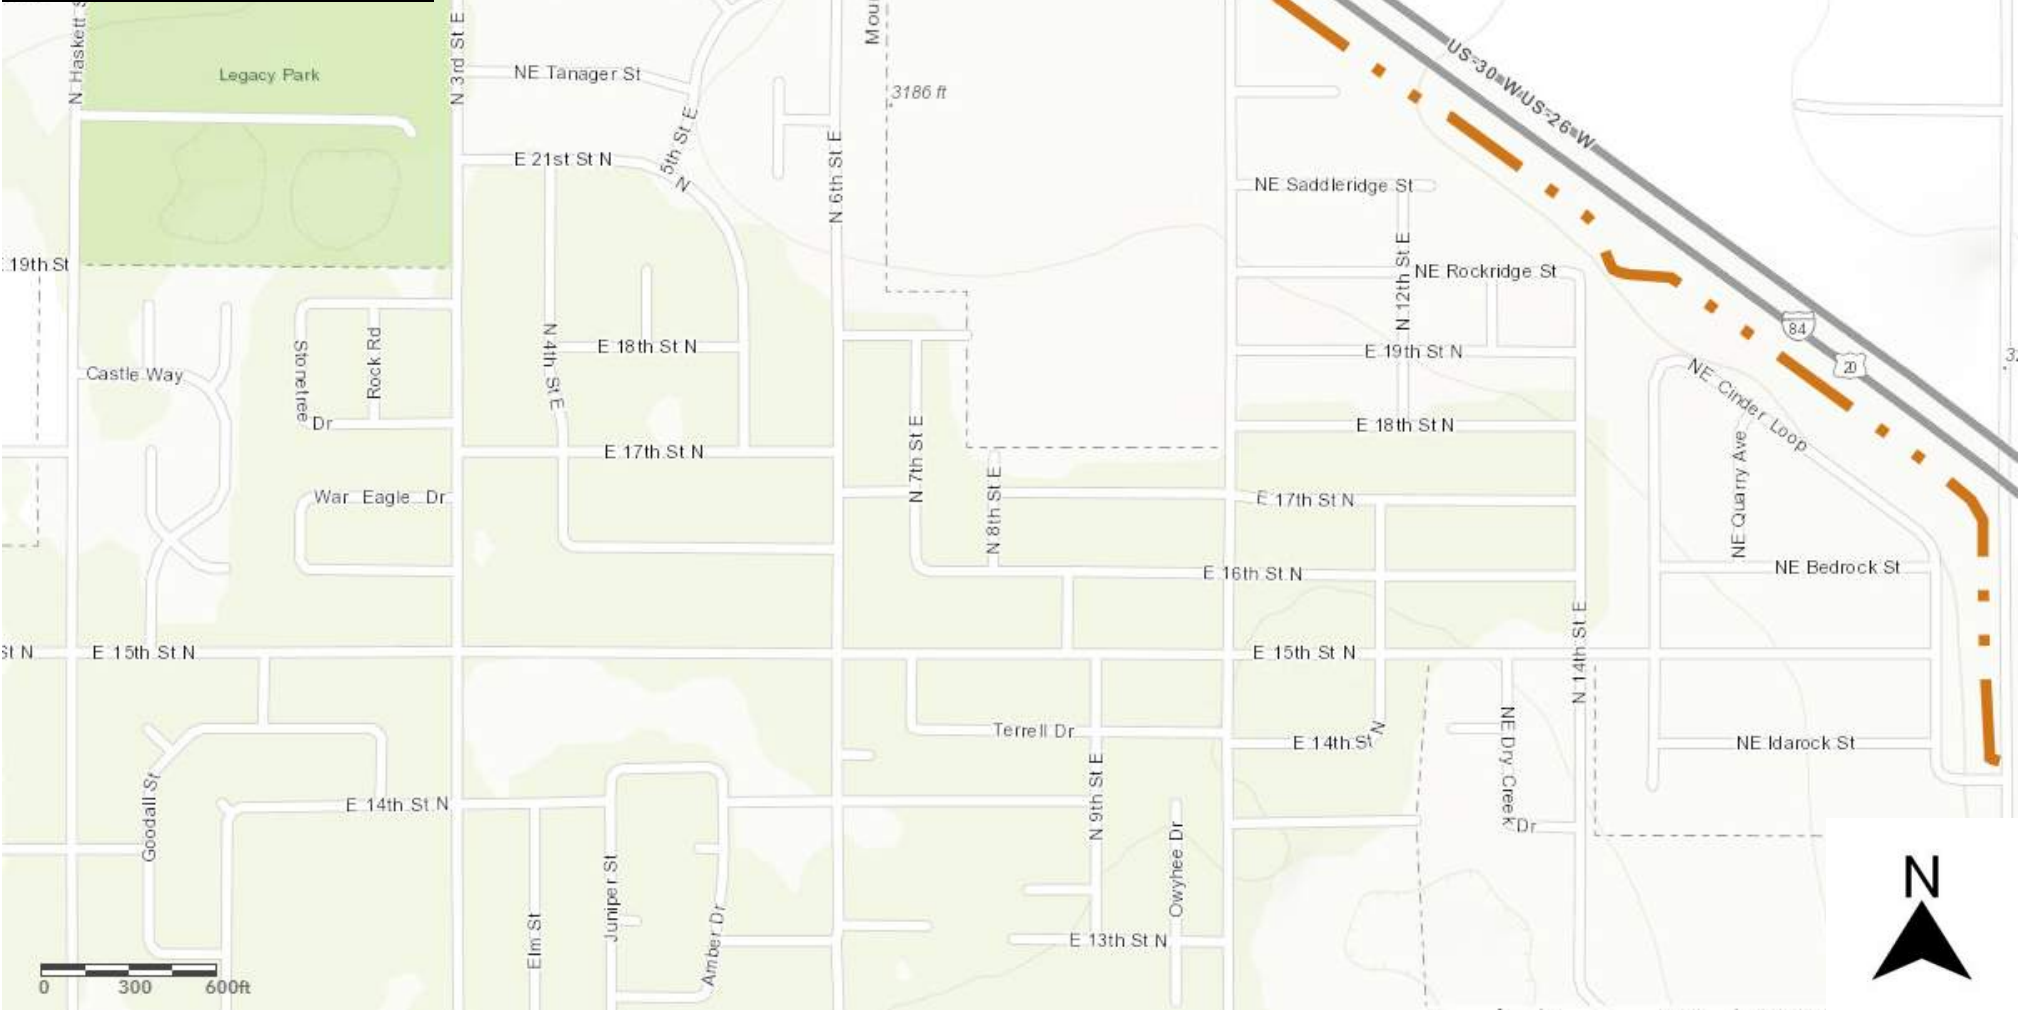 N Haskett S
Legacy Park
N 3rd St E
NE Tanager St
Mou
3186 ft
US-30 W US-26 W
5th St E
E 21st St N
N
N 6th St E
NE Saddleridge St
19th St
N 12th St E
NE Rockridge St
84
20
Castle Way
Stonetree
Dr
Rock Rd
N 4th St E
E 18th St N
E 19th St N
NE Cinder Loop
E 18th St N
E 17th St N
N 7th St E
N 8th St E
NE Quarry Ave
War Eagle Dr
E 17th St N
E 16th St N
NE Bedrock St
St N
E 15th St N
E 15th St N
N 14th St E
Terrell Dr
E 14th St
N
NE Dry Creek
Dr
NE Idarock St
Goodall St
E 14th St N
N 9th St E
Owyhee Dr
Juniper St
Elm St
Amber Dr
E 13th St N
N
0 300 600ft